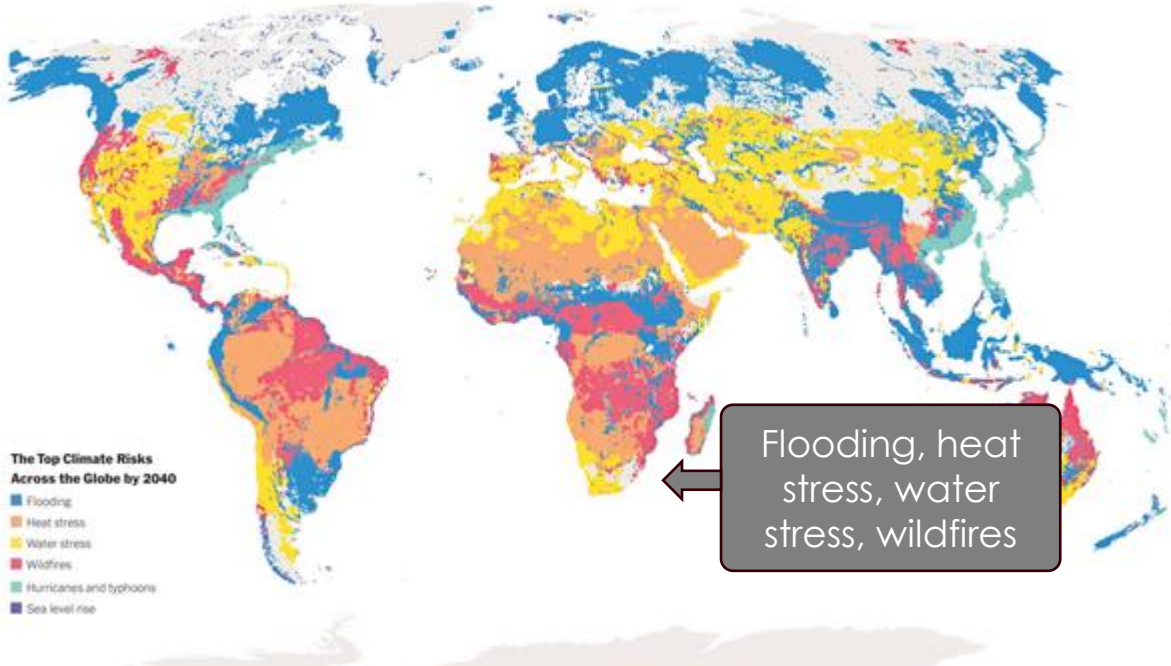 The Top Climate Risks
Across the Globe by 2040
Flooding
Heat stress
Water stress
Wildfires
Hurricanes and typhoons
Sea level rise
Flooding, heat
stress, water
stress, wildfires